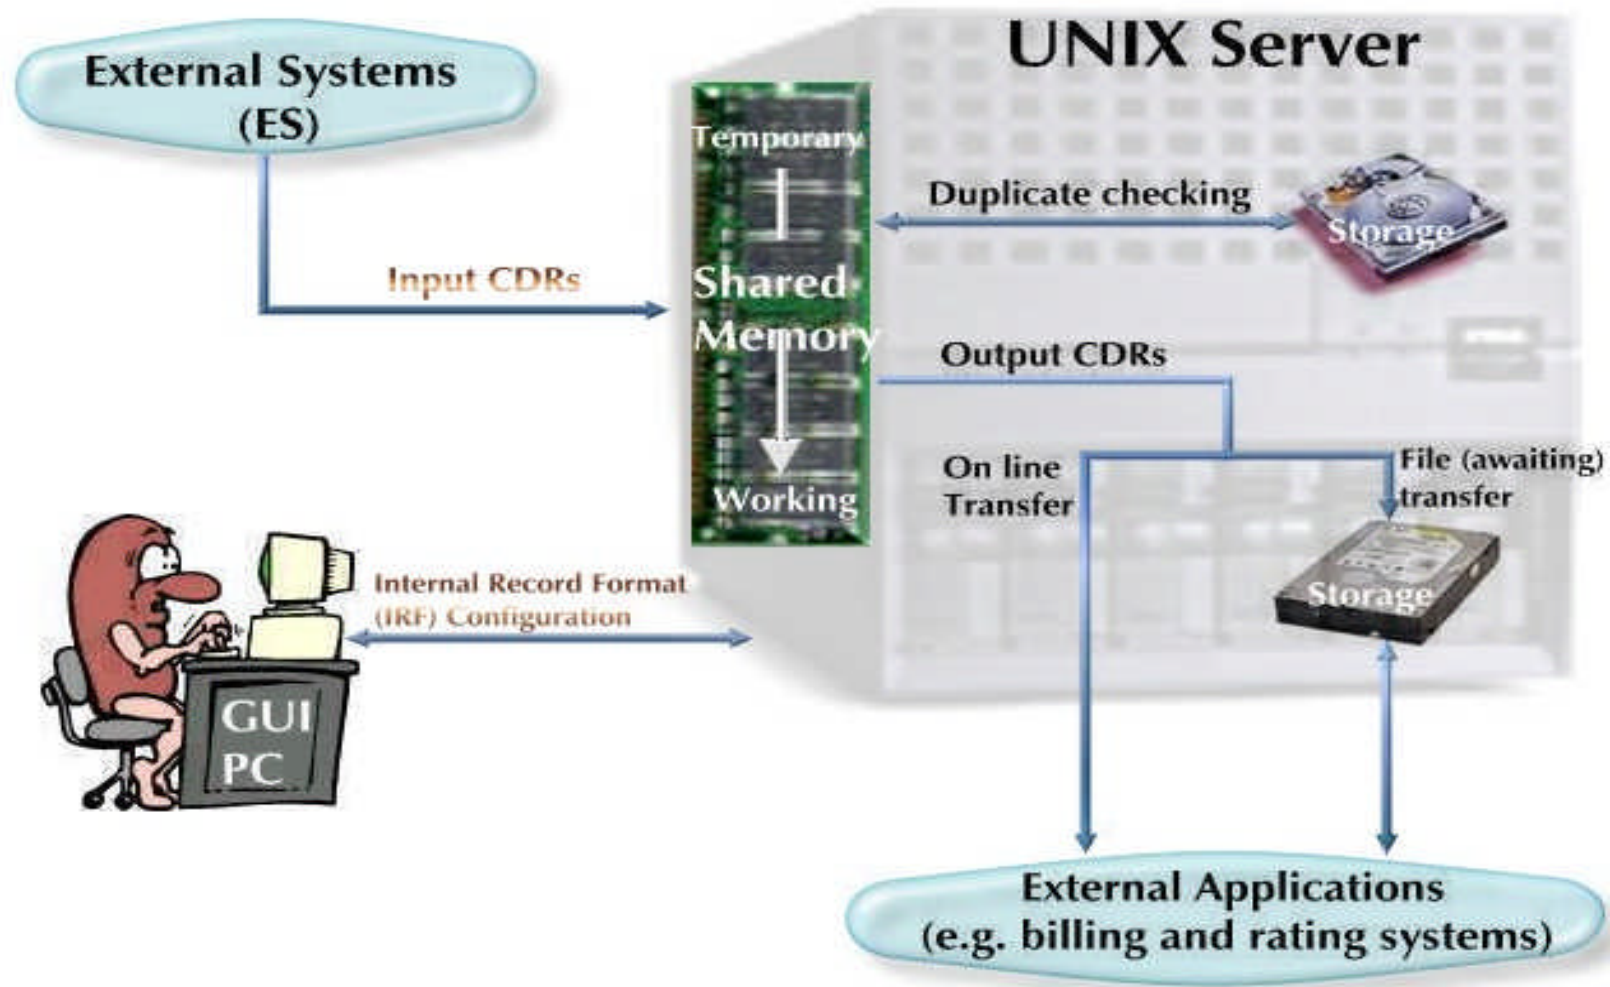 UNIX Server
External Systems
(ES)
Temporary
Duplicate checking
Storage
Input CDRs
Shared
Memory
Output CDRs
On line
Transfer
File (awaiting)
transfer
Working
Storage
Internal Record Format
(IRF) Configuration
GUI
PC
External Applications
(e.g. billing and rating systems)